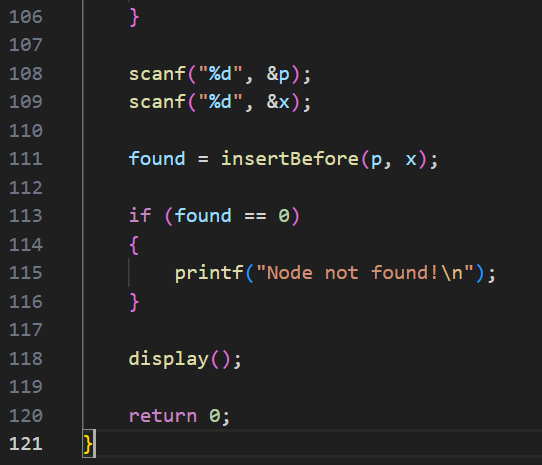 106 }
107
108 scanf("%d", &p);
109 scanf("%d", &x);
110
111 found = insertBefore(p, x);
112
113 if (found == 0)
114 {
115 printf("Node not found!\n");
116 }
117
118 display();
119
120 return 0;
121 }